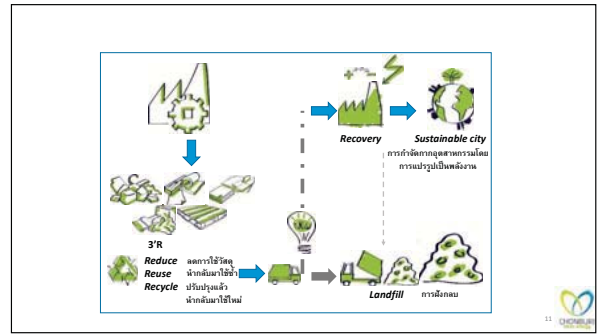 Recovery
Sustainable city
การกำจัดกากอุตสาหกรรมโดย
การแปรรูปเป็นพลังงาน
3'R
Reduce ลดการใช้วัสดุ
Reuse นำกลับมาใช้ซ้ำ
Recycle ปรับปรุงแล้ว
นำกลับมาใช้ใหม่
Landfill การฝังกลบ
11
CHONBURI